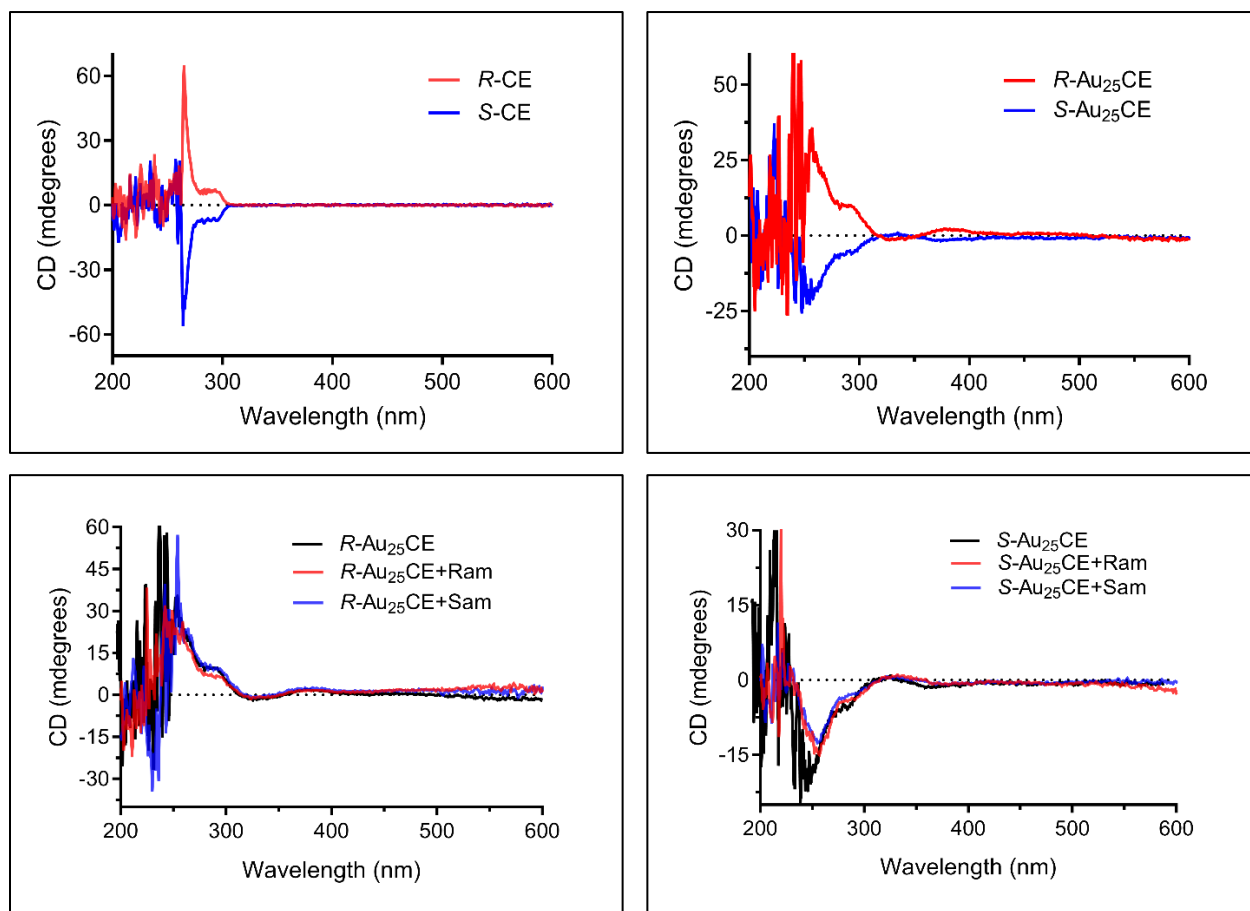 R-CE
S-CE
60
30
0
-30
-60
CD (mdegrees)
200 300 400 500 600
Wavelength (nm)
R-Au25CE
S-Au25CE
50
25
0
-25
CD (mdegrees)
200 300 400 500 600
Wavelength (nm)
R-Au25CE
R-Au25CE+Ram
R-Au25CE+Sam
60
45
30
15
0
-15
-30
CD (mdegrees)
200 300 400 500 600
Wavelength (nm)
S-Au25CE
S-Au25CE+Ram
S-Au25CE+Sam
30
15
0
-15
CD (mdegrees)
200 300 400 500 600
Wavelength (nm)